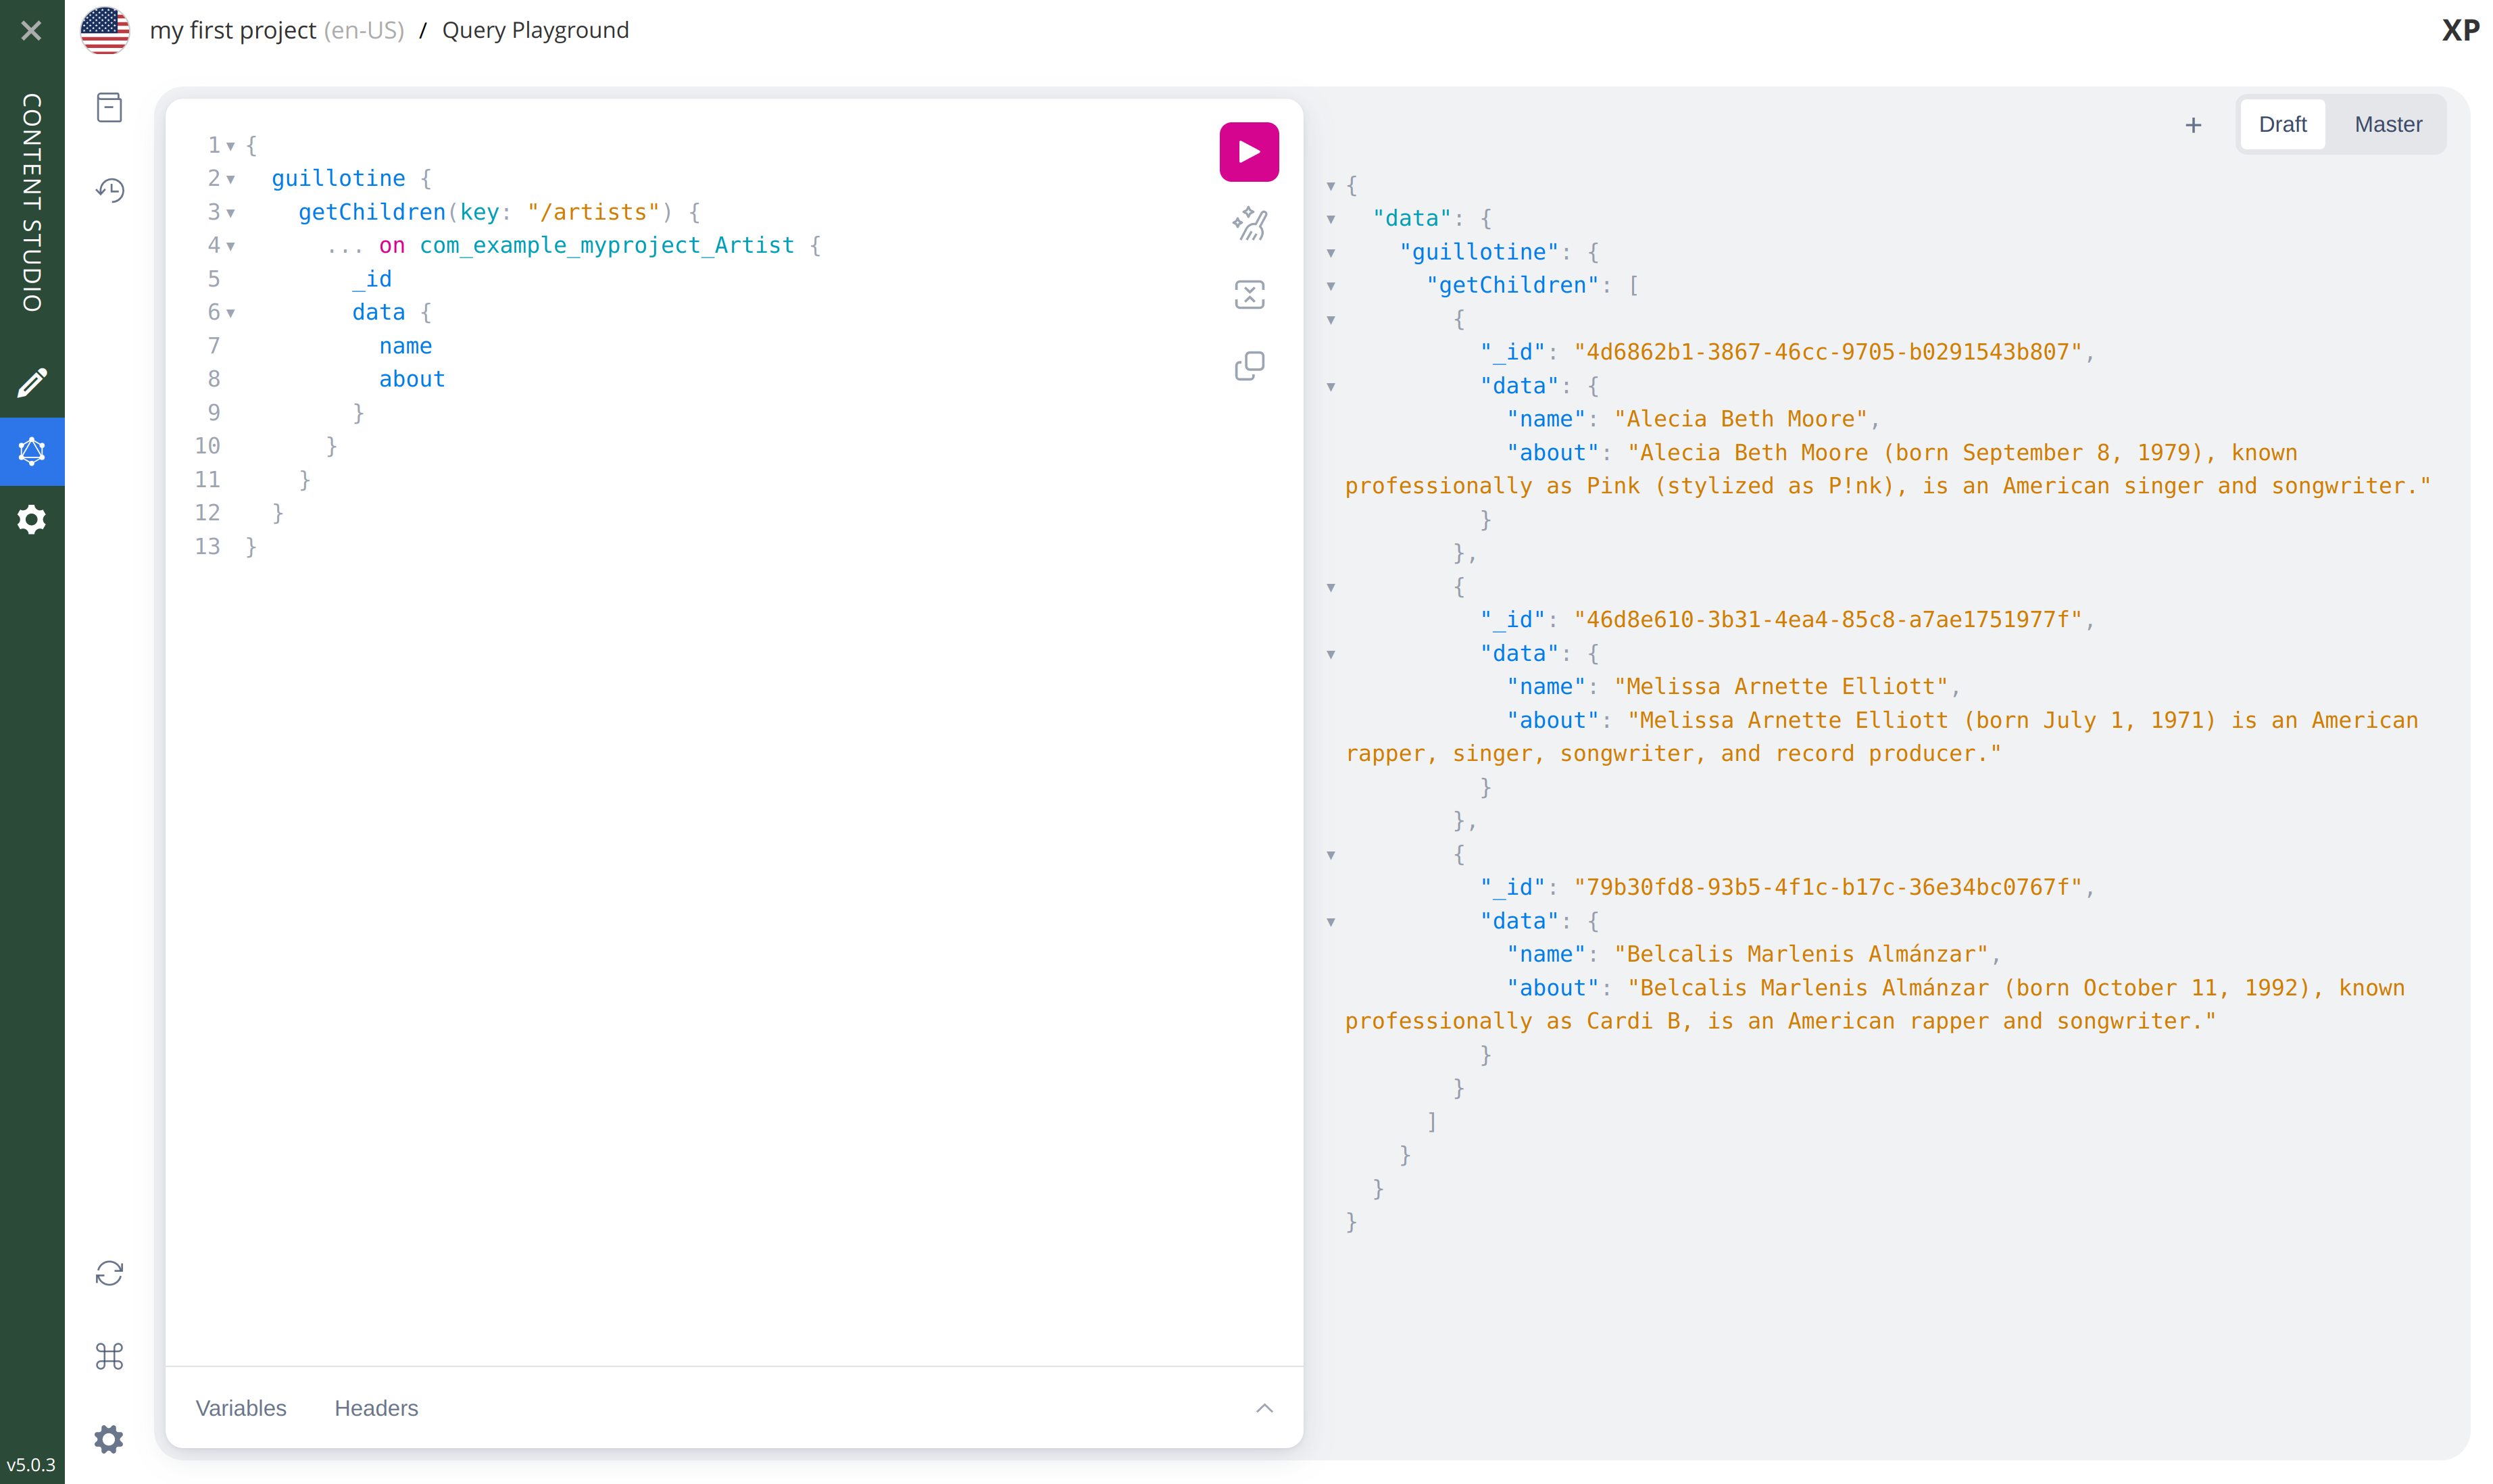 my first project (en-US) / Query Playground
XP
CONTENT STUDIO
v5.0.3
1 {
2 guillotine {
3 getChildren(key: "/artists") {
4 ... on com_example_myproject_Artist {
5 _id
6 data {
7 name
8 about
9 }
10 }
11 }
12 }
13 }
Variables Headers
+ Draft Master
{
"data": {
"guillotine": {
"getChildren": [
{
"_id": "4d6862b1-3867-46cc-9705-b0291543b807",
"data": {
"name": "Alecia Beth Moore",
"about": "Alecia Beth Moore (born September 8, 1979), known
professionally as Pink (stylized as P!nk), is an American singer and songwriter."
}
},
{
"_id": "46d8e610-3b31-4ea4-85c8-a7ae1751977f",
"data": {
"name": "Melissa Arnette Elliott",
"about": "Melissa Arnette Elliott (born July 1, 1971) is an American
rapper, singer, songwriter, and record producer."
}
},
{
"_id": "79b30fd8-93b5-4f1c-b17c-36e34bc0767f",
"data": {
"name": "Belcalis Marlenis Almánzar",
"about": "Belcalis Marlenis Almánzar (born October 11, 1992), known
professionally as Cardi B, is an American rapper and songwriter."
}
}
]
}
}
}